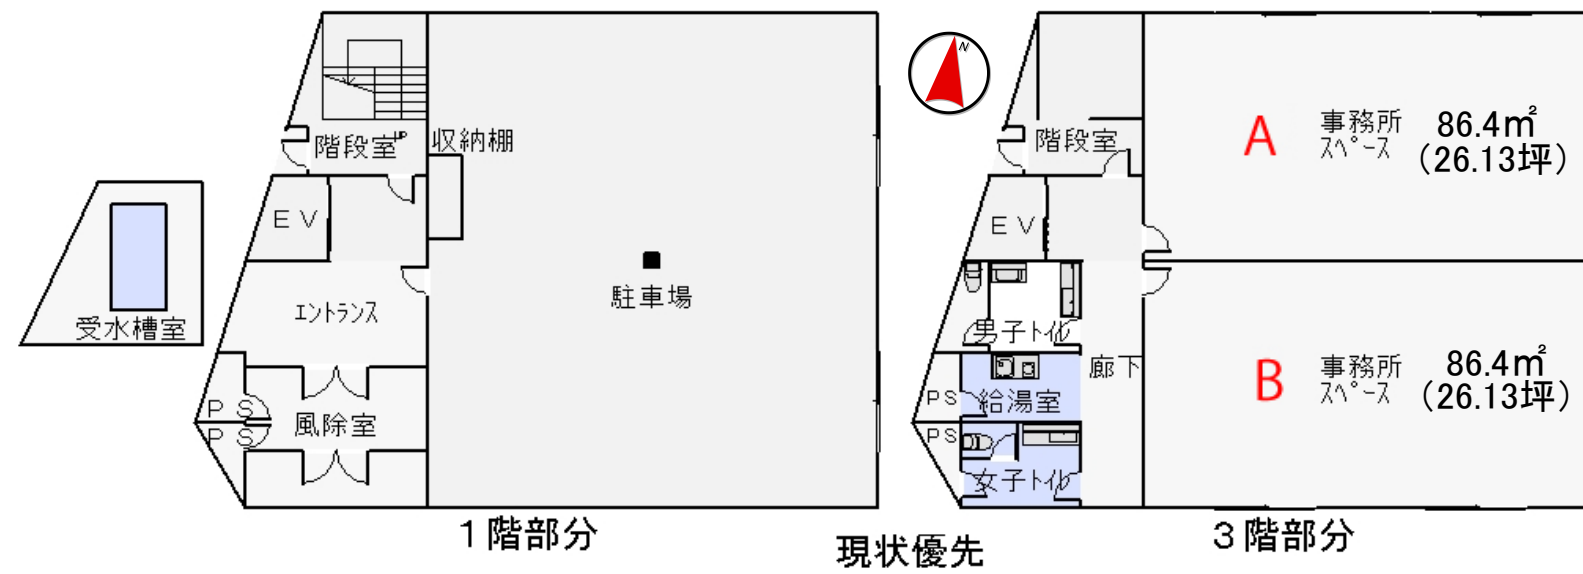 階段室
UP
収納棚
EV
エントランス
駐車場
受水槽室
PS
PS
風除室
1階部分
N
現状優先
階段室
EV
男子トイレ
廊下
PS
給湯室
PS
女子トイレ
A
事務所
スペース
86.4㎡
(26.13坪)
B
事務所
スペース
86.4㎡
(26.13坪)
3階部分